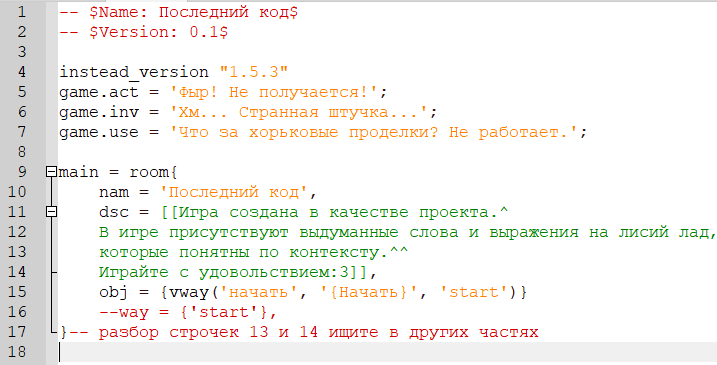 1 -- $Name: Последний код$
2 -- $Version: 0.1$
3
4 instead_version "1.5.3"
5 game.act = 'Фыр! Не получается!';
6 game.inv = 'Хм... Странная штучка...';
7 game.use = 'Что за хорьковые проделки? Не работает.';
8
9 main = room{
10 nam = 'Последний код',
11 dsc = [[Игра создана в качестве проекта.^
12 В игре присутствуют выдуманные слова и выражения на лисий лад,
13 которые понятны по контексту.^^
14 Играйте с удовольствием:3]],
15 obj = {vway('начать', '{Начать}', 'start')}
16 --way = {'start'},
17 }-- разбор строчек 13 и 14 ищите в других частях
18